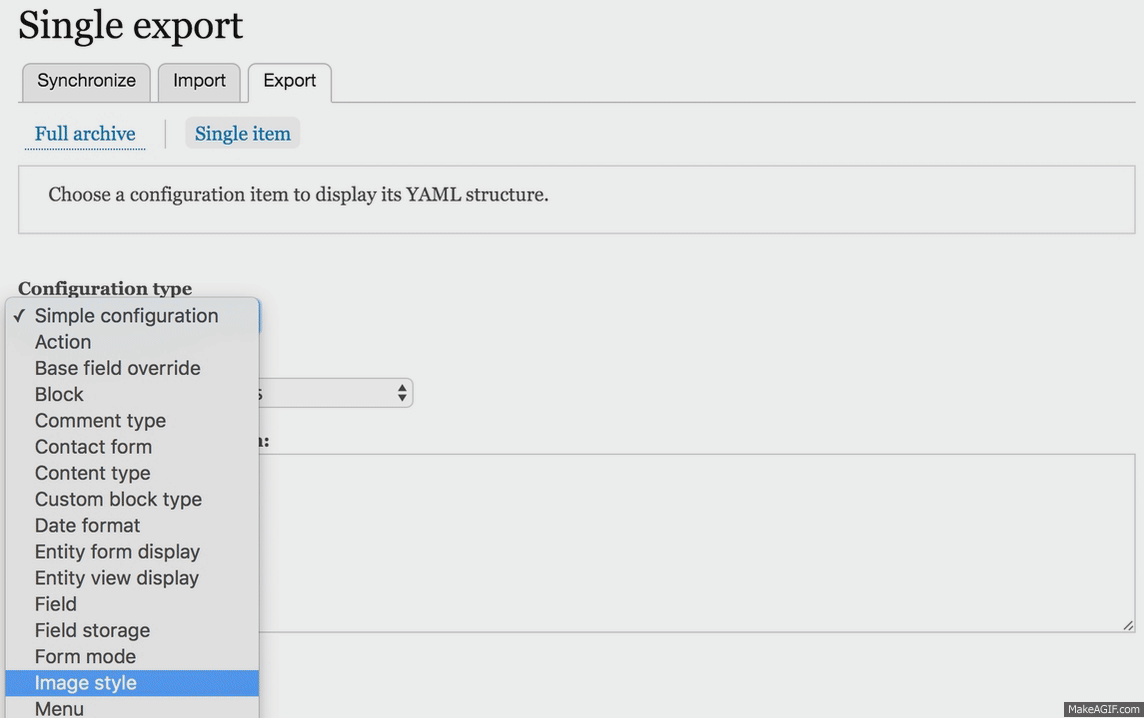 Single export
Synchronize Import Export
Full archive Single item
Choose a configuration item to display its YAML structure.
Configuration type
✓ Simple configuration
Action
Base field override
Block
Comment type
Contact form
Content type
Custom block type
Date format
Entity form display
Entity view display
Field
Field storage
Form mode
Image style
Menu
MakeAGIF.com